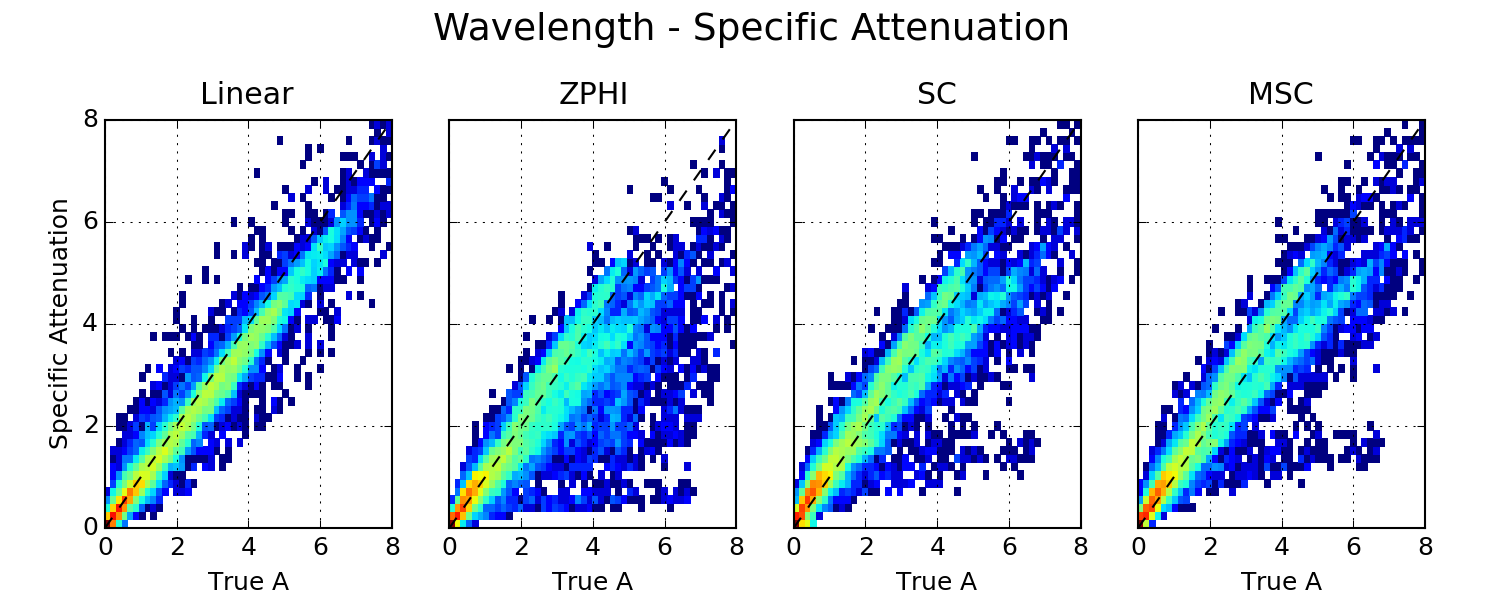 Wavelength - Specific Attenuation
Linear
ZPHI
SC
MSC
Specific Attenuation
8
6
4
2
0
0 2 4 6 8
0 2 4 6 8
0 2 4 6 8
0 2 4 6 8
True A
True A
True A
True A